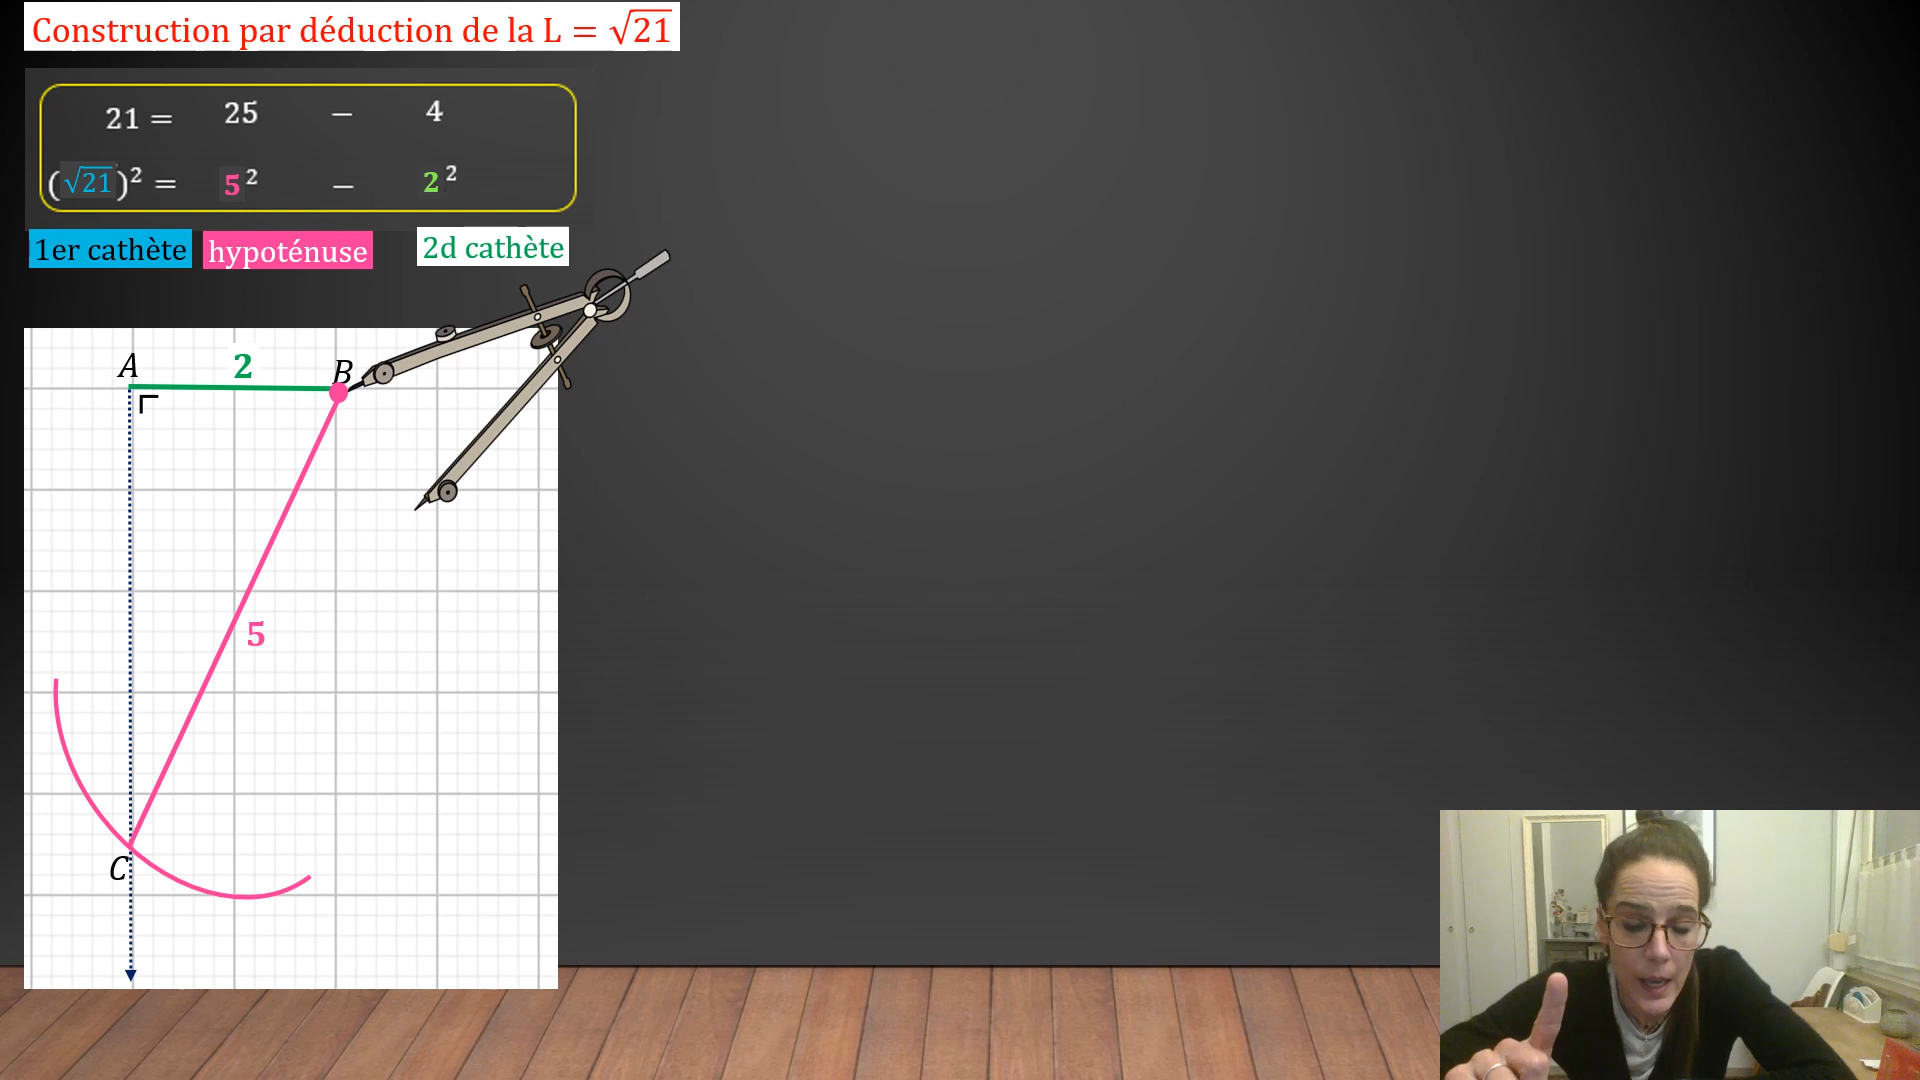 Construction par déduction de la L = √21
21 = 25 − 4
(√21)² = 5² − 2²
1er cathète hypoténuse 2d cathète
A 2 B
5
C